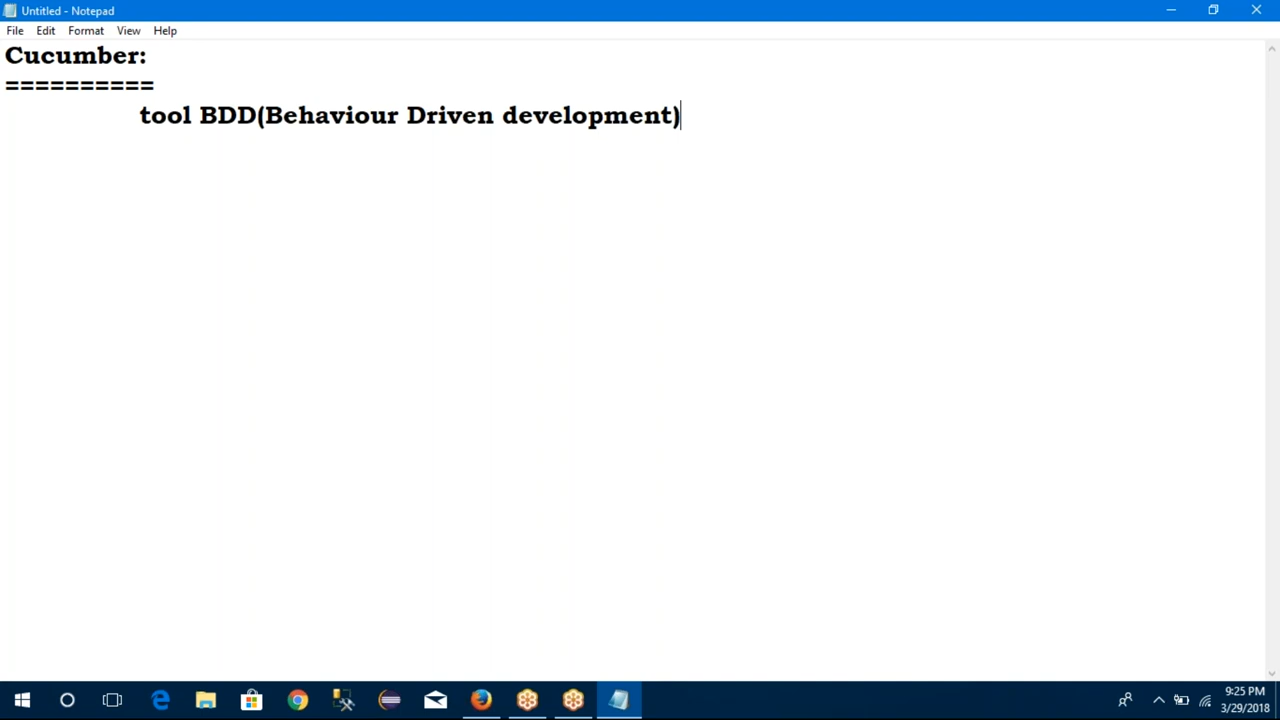 Untitled - Notepad
File Edit Format View Help
Cucumber:
==========
tool BDD(Behaviour Driven development)
9:25 PM
3/29/2018